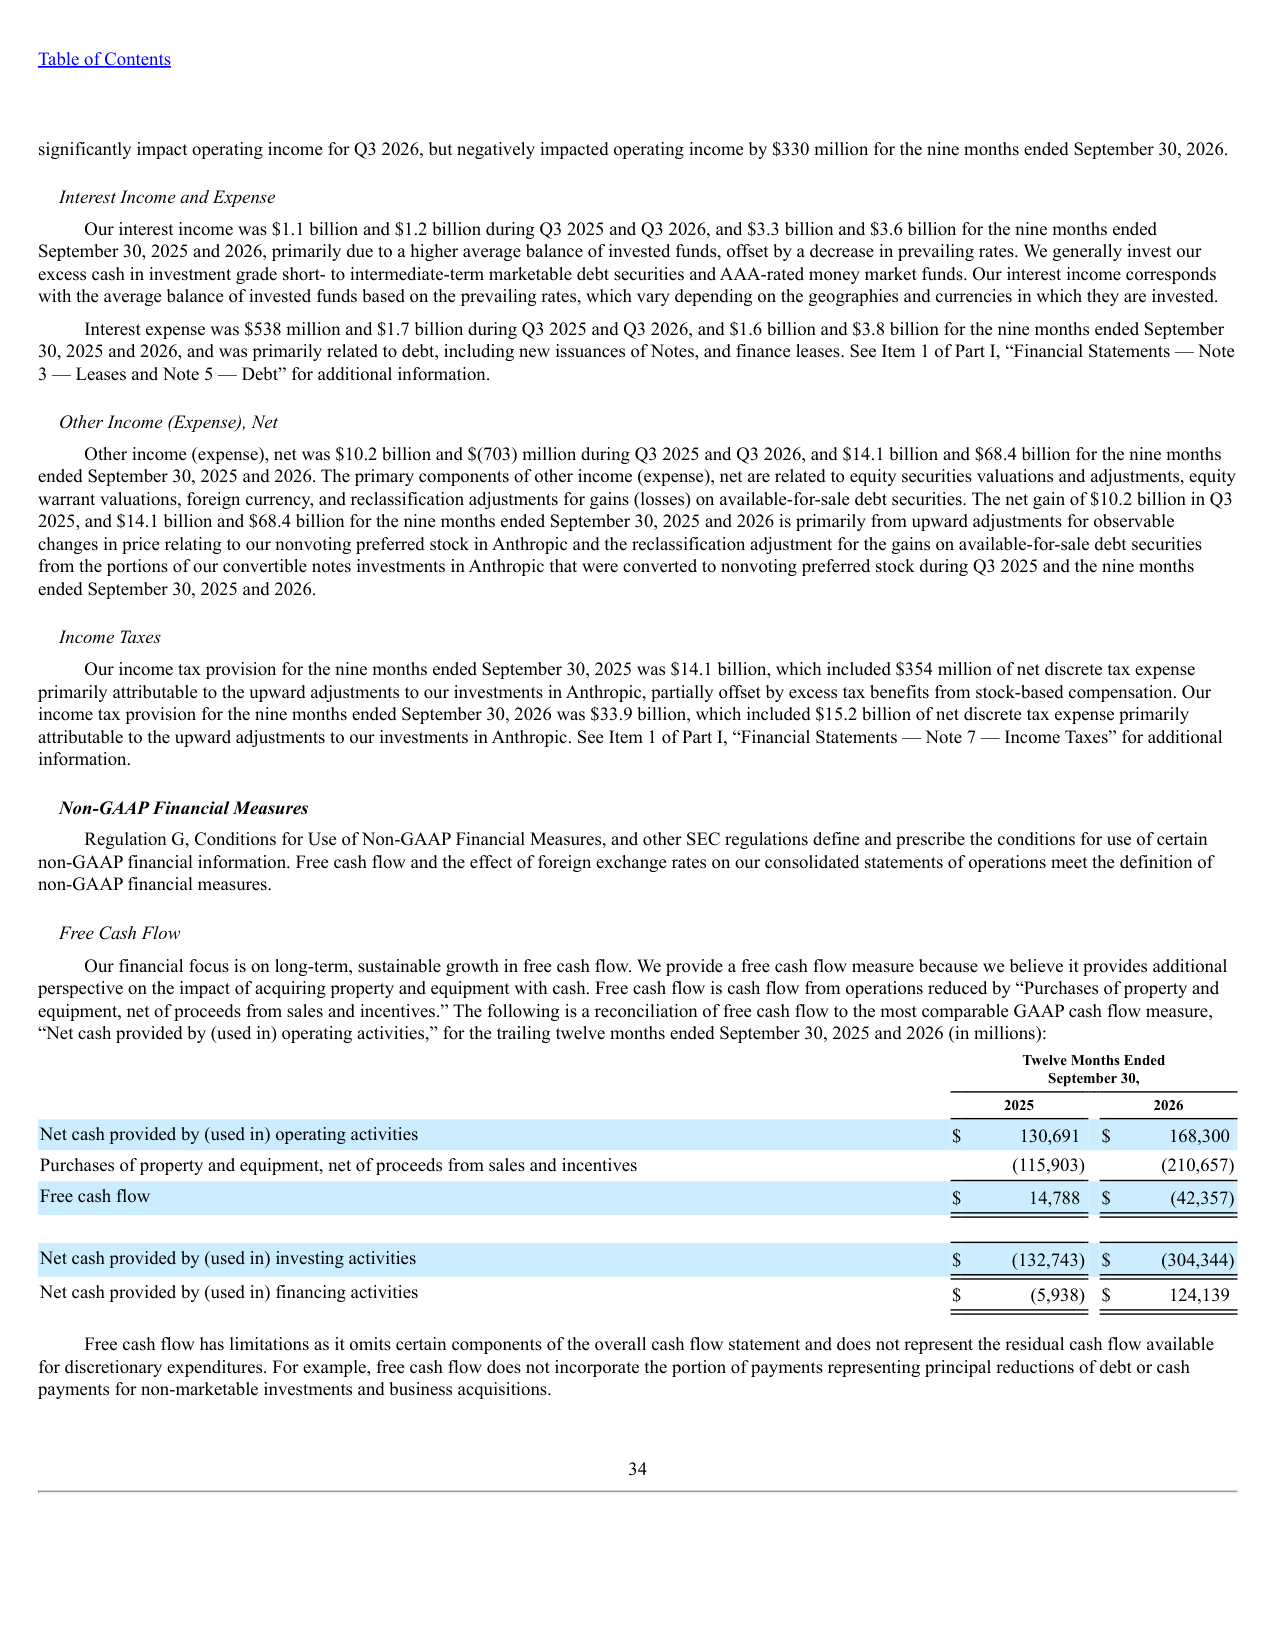 Table of Contents
significantly impact operating income for Q3 2026, but negatively impacted operating income by $330 million for the nine months ended September 30, 2026.
Interest Income and Expense
Our interest income was $1.1 billion and $1.2 billion during Q3 2025 and Q3 2026, and $3.3 billion and $3.6 billion for the nine months ended
September 30, 2025 and 2026, primarily due to a higher average balance of invested funds, offset by a decrease in prevailing rates. We generally invest our
excess cash in investment grade short- to intermediate-term marketable debt securities and AAA-rated money market funds. Our interest income corresponds
with the average balance of invested funds based on the prevailing rates, which vary depending on the geographies and currencies in which they are invested.
Interest expense was $538 million and $1.7 billion during Q3 2025 and Q3 2026, and $1.6 billion and $3.8 billion for the nine months ended September
30, 2025 and 2026, and was primarily related to debt, including new issuances of Notes, and finance leases. See Item 1 of Part I, “Financial Statements — Note
3 — Leases and Note 5 — Debt” for additional information.
Other Income (Expense), Net
Other income (expense), net was $10.2 billion and $(703) million during Q3 2025 and Q3 2026, and $14.1 billion and $68.4 billion for the nine months
ended September 30, 2025 and 2026. The primary components of other income (expense), net are related to equity securities valuations and adjustments, equity
warrant valuations, foreign currency, and reclassification adjustments for gains (losses) on available-for-sale debt securities. The net gain of $10.2 billion in Q3
2025, and $14.1 billion and $68.4 billion for the nine months ended September 30, 2025 and 2026 is primarily from upward adjustments for observable
changes in price relating to our nonvoting preferred stock in Anthropic and the reclassification adjustment for the gains on available-for-sale debt securities
from the portions of our convertible notes investments in Anthropic that were converted to nonvoting preferred stock during Q3 2025 and the nine months
ended September 30, 2025 and 2026.
Income Taxes
Our income tax provision for the nine months ended September 30, 2025 was $14.1 billion, which included $354 million of net discrete tax expense
primarily attributable to the upward adjustments to our investments in Anthropic, partially offset by excess tax benefits from stock-based compensation. Our
income tax provision for the nine months ended September 30, 2026 was $33.9 billion, which included $15.2 billion of net discrete tax expense primarily
attributable to the upward adjustments to our investments in Anthropic. See Item 1 of Part I, “Financial Statements — Note 7 — Income Taxes” for additional
information.
Non-GAAP Financial Measures
Regulation G, Conditions for Use of Non-GAAP Financial Measures, and other SEC regulations define and prescribe the conditions for use of certain
non-GAAP financial information. Free cash flow and the effect of foreign exchange rates on our consolidated statements of operations meet the definition of
non-GAAP financial measures.
Free Cash Flow
Our financial focus is on long-term, sustainable growth in free cash flow. We provide a free cash flow measure because we believe it provides additional
perspective on the impact of acquiring property and equipment with cash. Free cash flow is cash flow from operations reduced by “Purchases of property and
equipment, net of proceeds from sales and incentives.” The following is a reconciliation of free cash flow to the most comparable GAAP cash flow measure,
“Net cash provided by (used in) operating activities,” for the trailing twelve months ended September 30, 2025 and 2026 (in millions):
Twelve Months Ended
September 30,
2025 2026
Net cash provided by (used in) operating activities $ 130,691 $ 168,300
Purchases of property and equipment, net of proceeds from sales and incentives (115,903) (210,657)
Free cash flow $ 14,788 $ (42,357)
Net cash provided by (used in) investing activities $ (132,743) $ (304,344)
Net cash provided by (used in) financing activities $ (5,938) $ 124,139
Free cash flow has limitations as it omits certain components of the overall cash flow statement and does not represent the residual cash flow available
for discretionary expenditures. For example, free cash flow does not incorporate the portion of payments representing principal reductions of debt or cash
payments for non-marketable investments and business acquisitions.
34